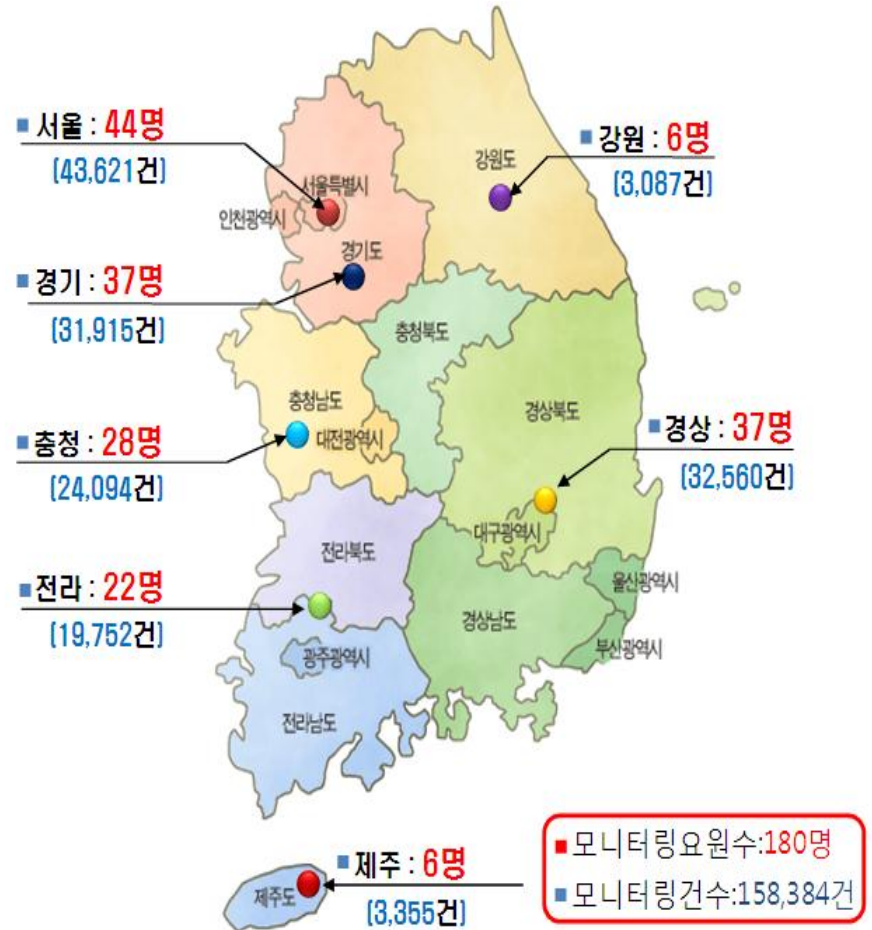 ■ 서울 : 44명
(43,621건)
■ 강원 : 6명
(3,087건)
강원도
서울특별시
인천광역시
경기도
■ 경기 : 37명
(31,915건)
충청북도
충청남도
대전광역시
경상북도
■ 충청 : 28명
(24,094건)
■ 경상 : 37명
(32,560건)
대구광역시
전라북도
울산광역시
■ 전라 : 22명
(19,752건)
경상남도
부산광역시
광주광역시
전라남도
■ 제주 : 6명
(3,355건)
제주도
■ 모니터링요원수:180명
■ 모니터링건수:158,384건